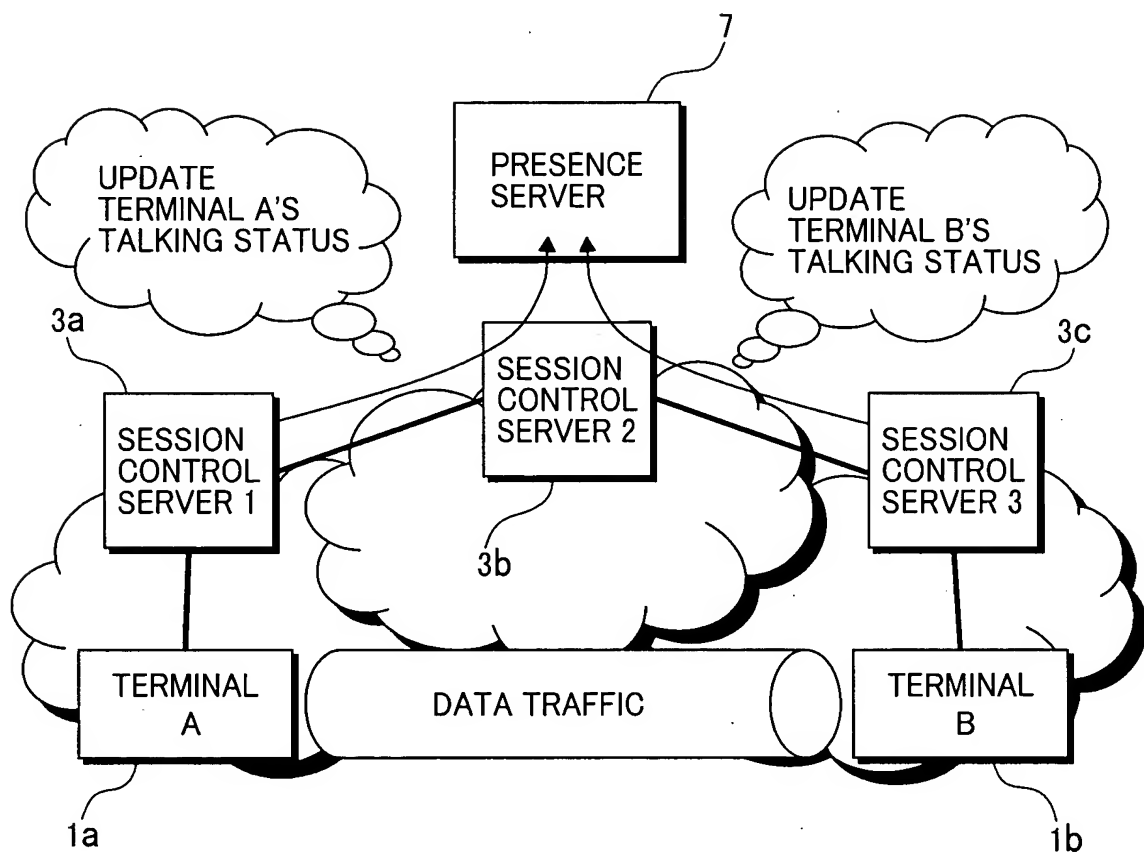 7
PRESENCE
SERVER
UPDATE
TERMINAL A'S
TALKING STATUS
UPDATE
TERMINAL B'S
TALKING STATUS
3a
3c
SESSION
CONTROL
SERVER 1
SESSION
CONTROL
SERVER 2
SESSION
CONTROL
SERVER 3
3b
TERMINAL
A
DATA TRAFFIC
TERMINAL
B
1a
1b